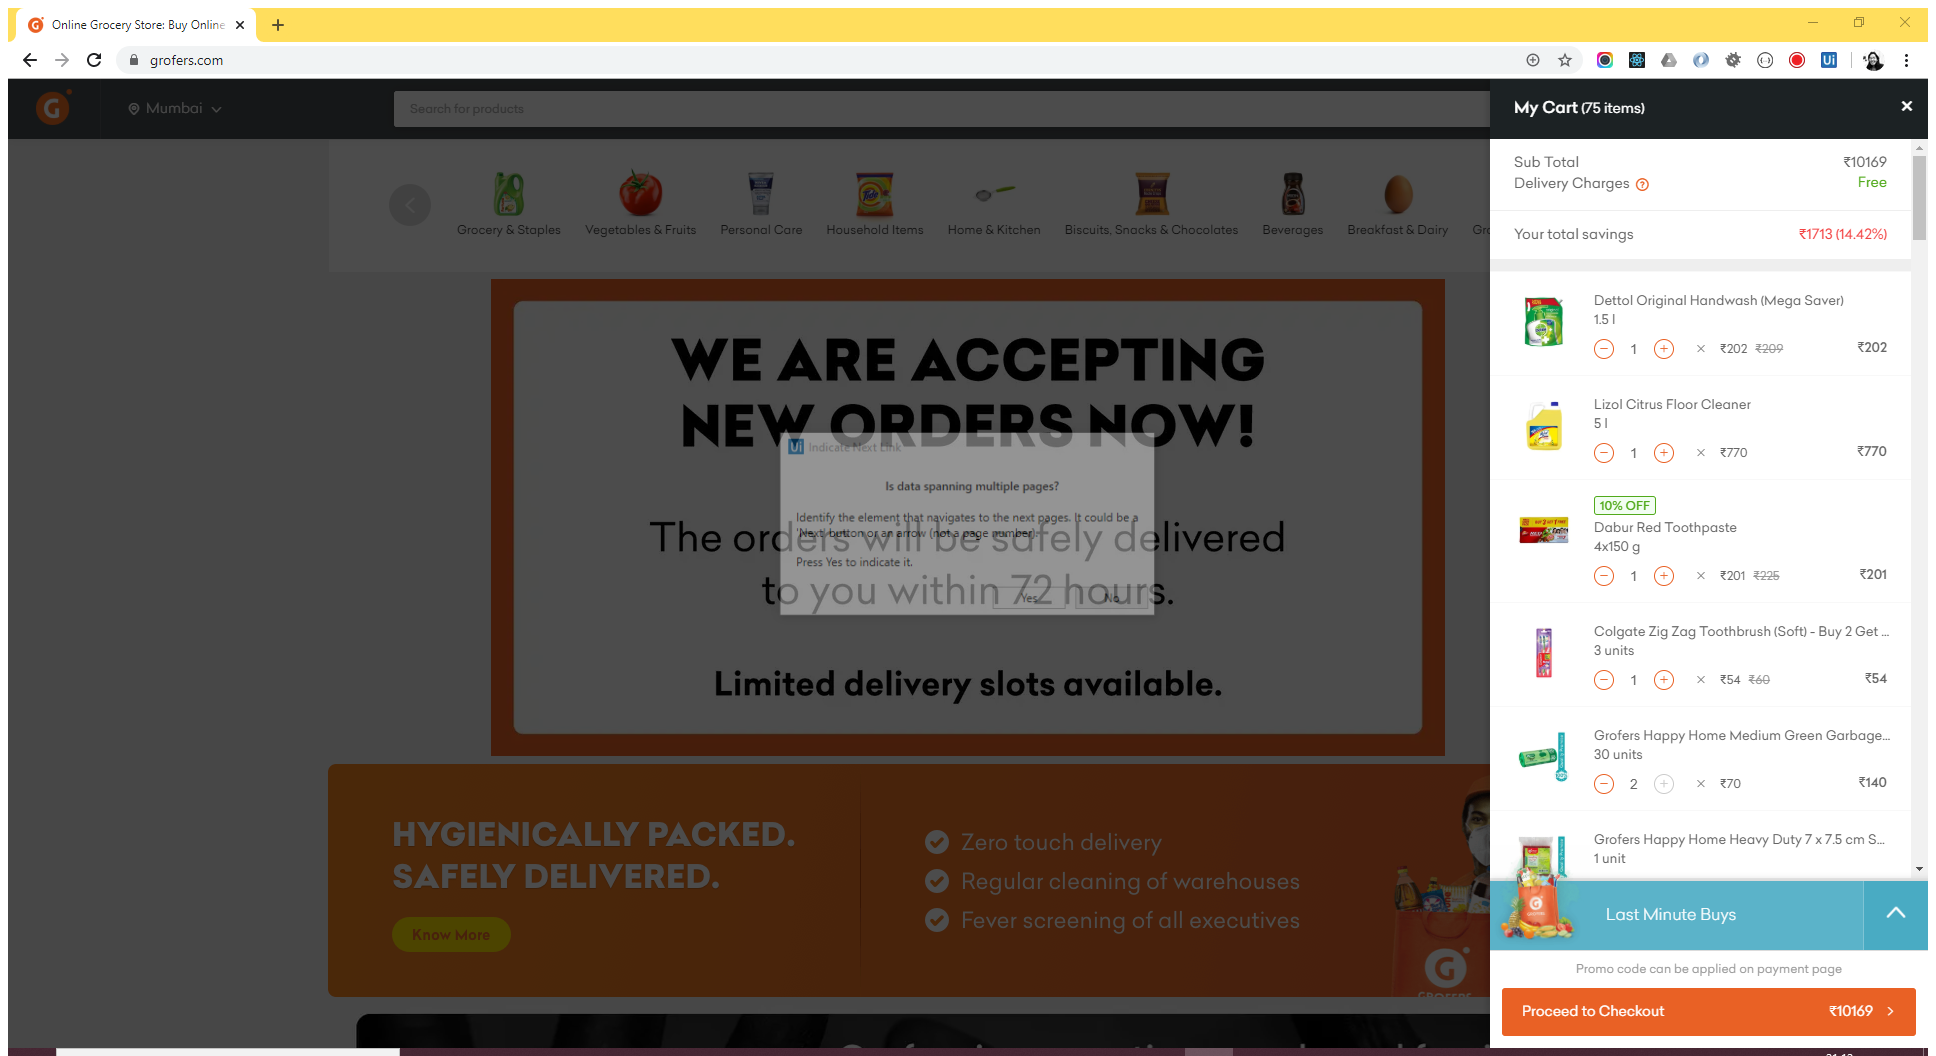 Online Grocery Store: Buy Online
grofers.com
Mumbai
Search for products
My Cart (75 items)
Sub Total ₹10169
Delivery Charges ? Free
Your total savings ₹1713 (14.42%)
Grocery & Staples
Vegetables & Fruits
Personal Care
Household Items
Home & Kitchen
Biscuits, Snacks & Chocolates
Beverages
Breakfast & Dairy
WE ARE ACCEPTING
NEW ORDERS NOW!
The orders will be safely delivered
to you within 72 hours.
Limited delivery slots available.
Ui Indicate Next Link
Is data spanning multiple pages?
Identify the element that navigates to the next pages. It could be a
'Next' button or an arrow (not a page number).
Press Yes to indicate it.
Yes No
HYGIENICALLY PACKED.
SAFELY DELIVERED.
Know More
Zero touch delivery
Regular cleaning of warehouses
Fever screening of all executives
G
GROFERS
Dettol Original Handwash (Mega Saver)
1.5 l
1 × ₹202 ₹209 ₹202
Lizol Citrus Floor Cleaner
5 l
1 × ₹770 ₹770
10% OFF
Dabur Red Toothpaste
4x150 g
1 × ₹201 ₹225 ₹201
Colgate Zig Zag Toothbrush (Soft) - Buy 2 Get ...
3 units
1 × ₹54 ₹60 ₹54
Grofers Happy Home Medium Green Garbage...
30 units
2 × ₹70 ₹140
Grofers Happy Home Heavy Duty 7 x 7.5 cm S...
1 unit
Last Minute Buys
Promo code can be applied on payment page
Proceed to Checkout ₹10169 >